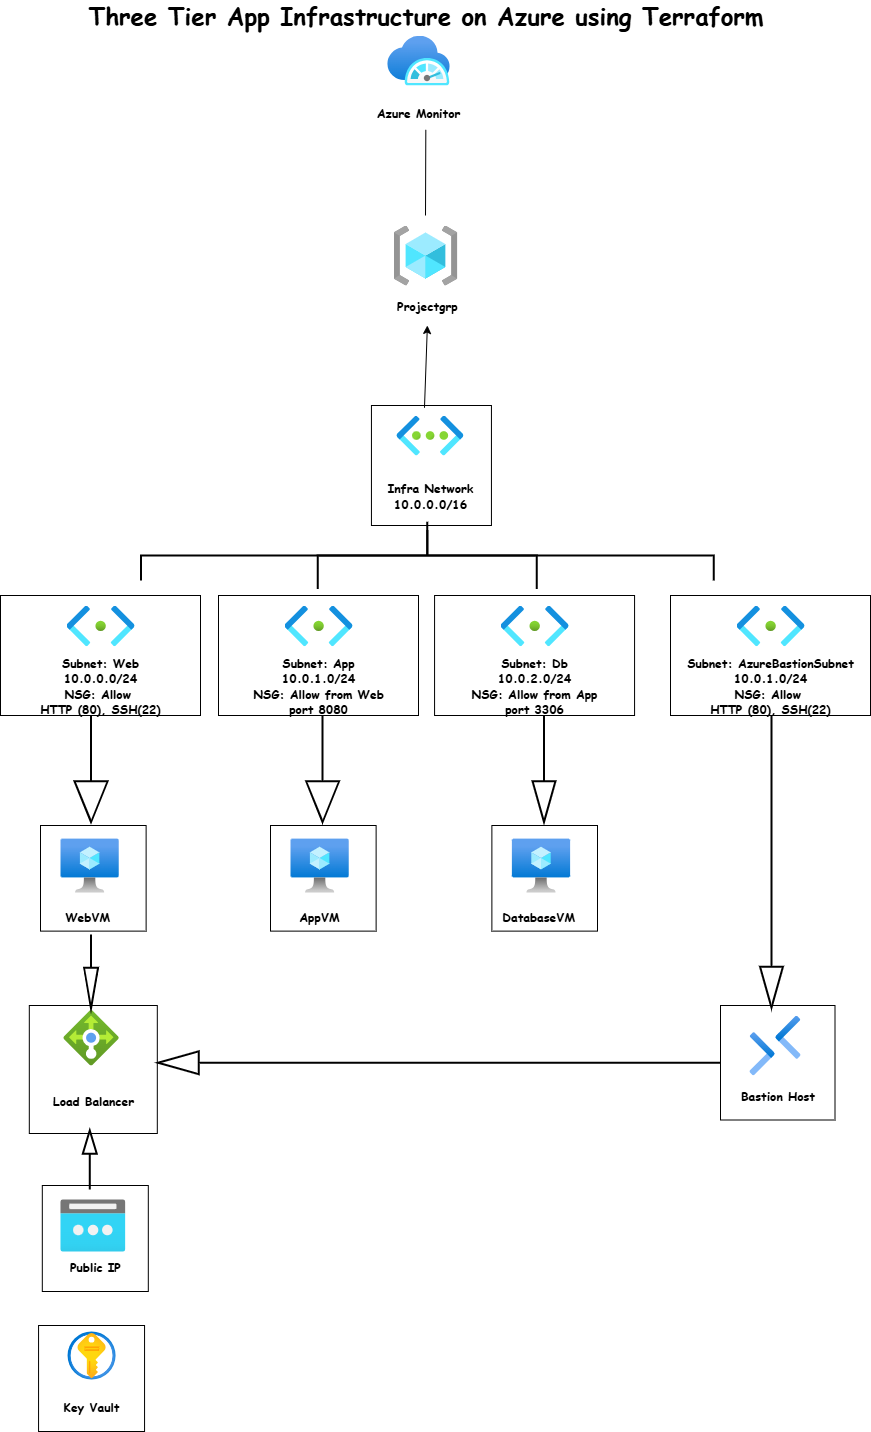 Three Tier App Infrastructure on Azure using Terraform
Azure Monitor
Projectgrp
Infra Network
10.0.0.0/16
Subnet: Web
10.0.0.0/24
NSG: Allow
HTTP (80), SSH(22)
Subnet: App
10.0.1.0/24
NSG: Allow from Web
port 8080
Subnet: Db
10.0.2.0/24
NSG: Allow from App
port 3306
Subnet: AzureBastionSubnet
10.0.1.0/24
NSG: Allow
HTTP (80), SSH(22)
WebVM
AppVM
DatabaseVM
Load Balancer
Bastion Host
Public IP
Key Vault